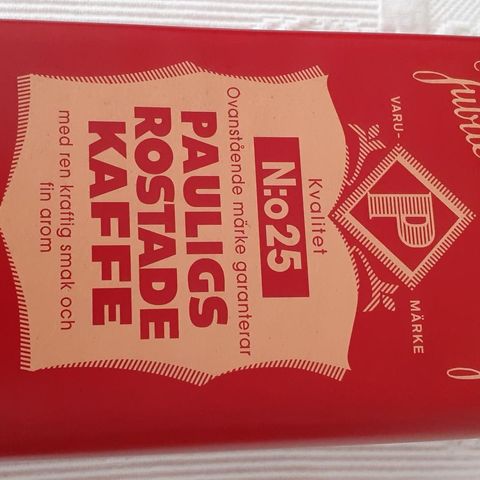 VARU-
MÄRKE
P
Kvalitet
N:o 25
Ovanstående märke garanterar
PAULIGS
ROSTADE
KAFFE
med ren kraftig smak och
fin arom